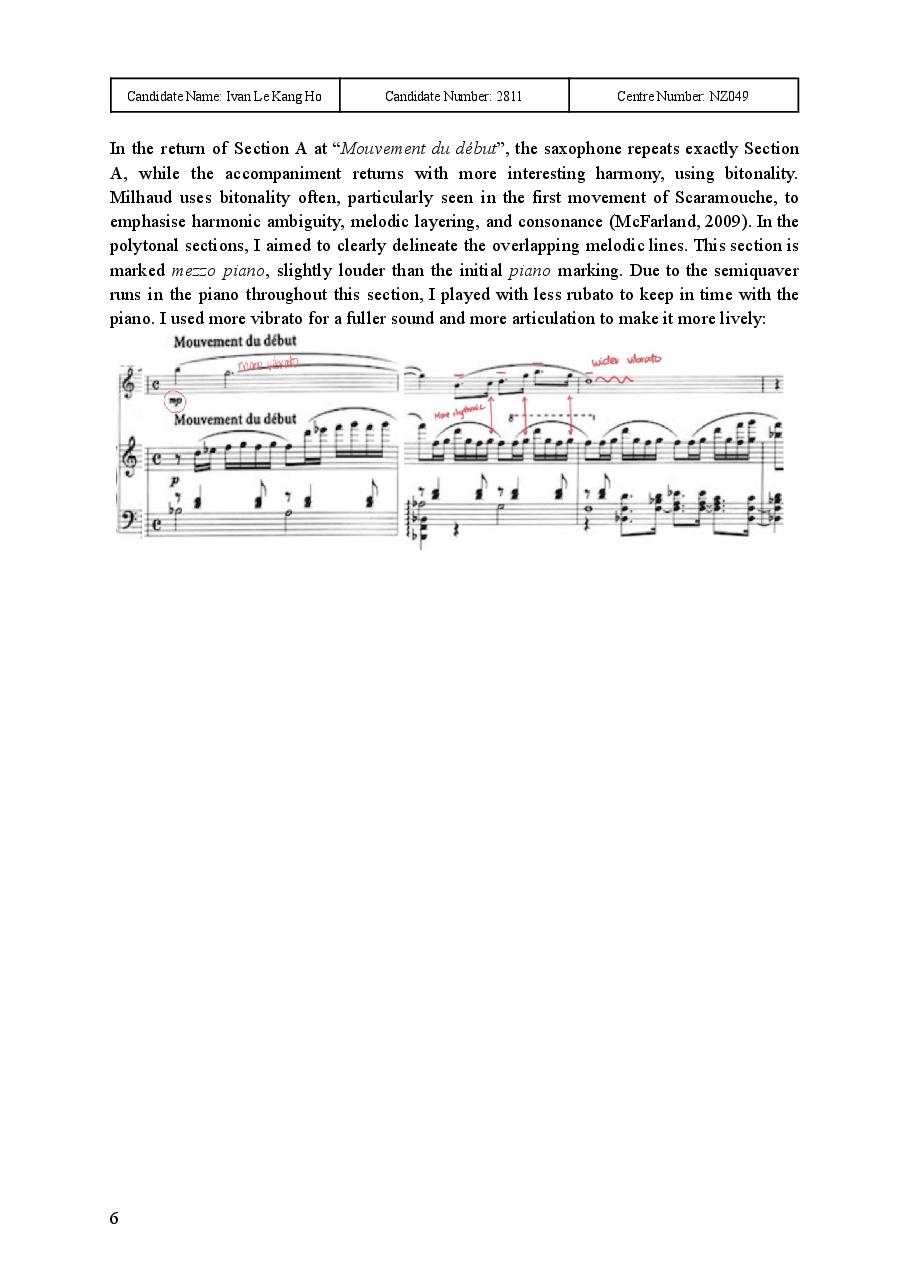 Candidate Name: Ivan Le Kang Ho
Candidate Number: 2811
Centre Number: NZ049
In the return of Section A at “Mouvement du début”, the saxophone repeats exactly Section
A, while the accompaniment returns with more interesting harmony, using bitonality.
Milhaud uses bitonality often, particularly seen in the first movement of Scaramouche, to
emphasise harmonic ambiguity, melodic layering, and consonance (McFarland, 2009). In the
polytonal sections, I aimed to clearly delineate the overlapping melodic lines. This section is
marked mezzo piano, slightly louder than the initial piano marking. Due to the semiquaver
runs in the piano throughout this section, I played with less rubato to keep in time with the
piano. I used more vibrato for a fuller sound and more articulation to make it more lively:
Mouvement du début
more vibrato
wider vibrato
mp
More rhythmic
Mouvement du début
8
p
6